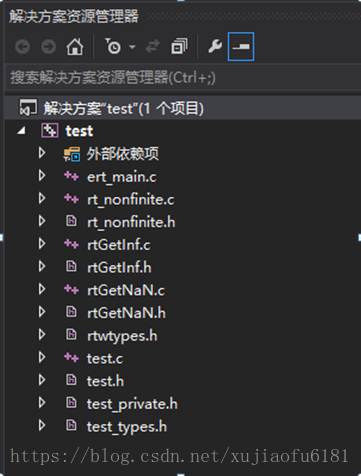 解决方案资源管理器
搜索解决方案资源管理器(Ctrl+;)
解决方案"test"(1 个项目)
test
外部依赖项
ert_main.c
rt_nonfinite.c
rt_nonfinite.h
rtGetInf.c
rtGetInf.h
rtGetNaN.c
rtGetNaN.h
rtwtypes.h
test.c
test.h
test_private.h
test_types.h
https://blog.csdn.net/xujiaofu6181